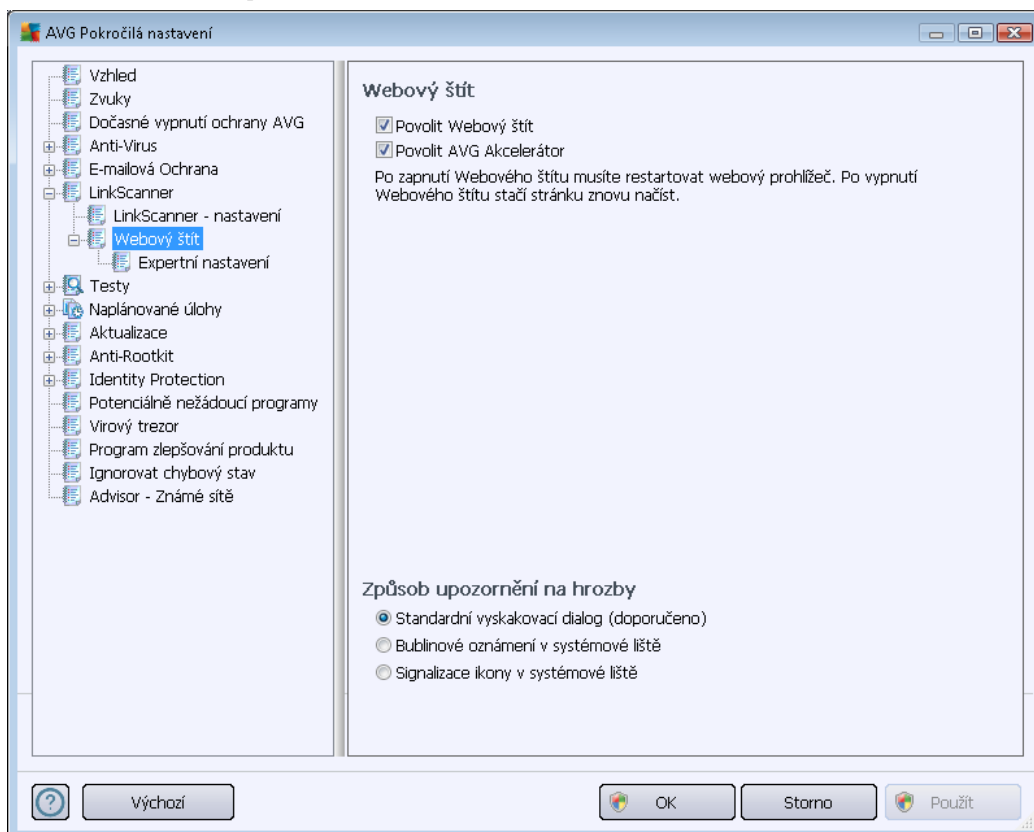 AVG Pokročilá nastavení
Vzhled
Zvuky
Dočasné vypnutí ochrany AVG
Anti-Virus
E-mailová Ochrana
LinkScanner
LinkScanner - nastavení
Webový štít
Expertní nastavení
Testy
Naplánované úlohy
Aktualizace
Anti-Rootkit
Identity Protection
Potenciálně nežádoucí programy
Virový trezor
Program zlepšování produktu
Ignorovat chybový stav
Advisor - Známé sítě
Webový štít
Povolit Webový štít
Povolit AVG Akcelerátor
Po zapnutí Webového štítu musíte restartovat webový prohlížeč. Po vypnutí
Webového štítu stačí stránku znovu načíst.
Způsob upozornění na hrozby
Standardní vyskakovací dialog (doporučeno)
Bublinové oznámení v systémové liště
Signalizace ikony v systémové liště
Výchozí
OK
Storno
Použít